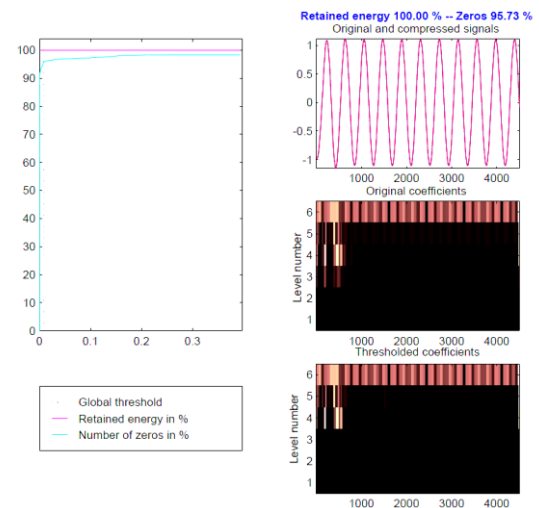 Retained energy 100.00 % -- Zeros 95.73 %
Original and compressed signals
100
90
80
70
60
50
40
30
20
10
0
0 0.1 0.2 0.3
Global threshold
Retained energy in %
Number of zeros in %
1
0.5
0
-0.5
-1
1000 2000 3000 4000
Original coefficients
Level number
6
5
4
3
2
1
1000 2000 3000 4000
Thresholded coefficients
Level number
6
5
4
3
2
1
1000 2000 3000 4000